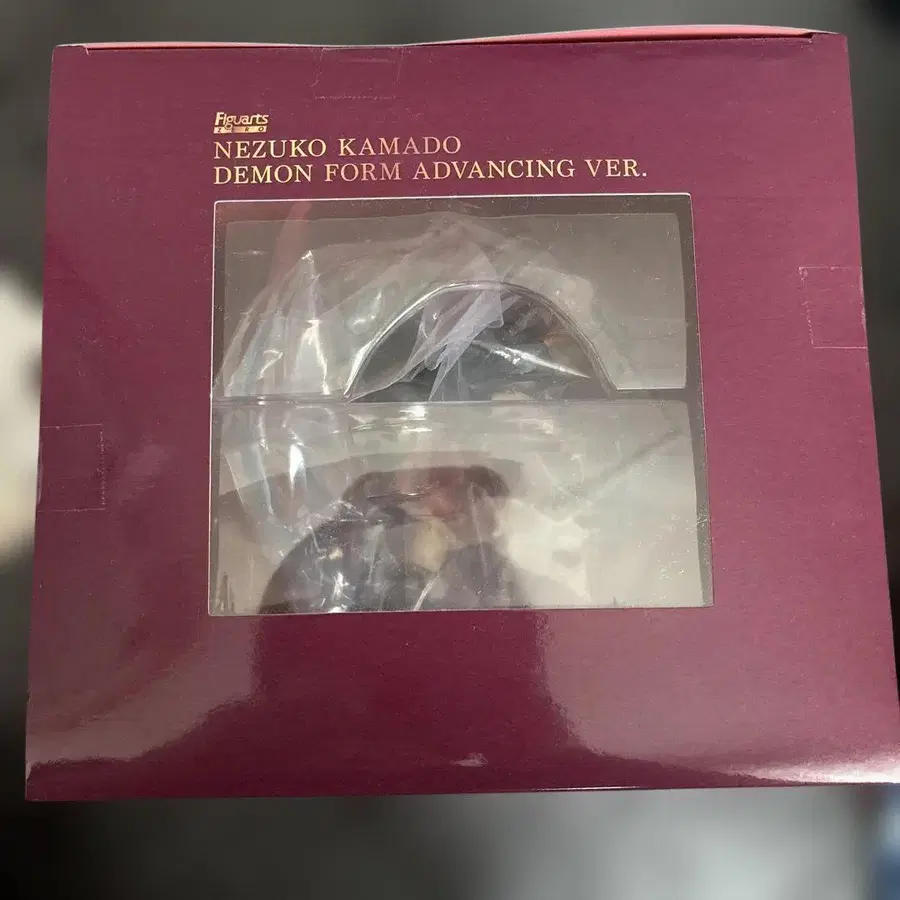 Figuarts
ZERO
NEZUKO KAMADO
DEMON FORM ADVANCING VER.